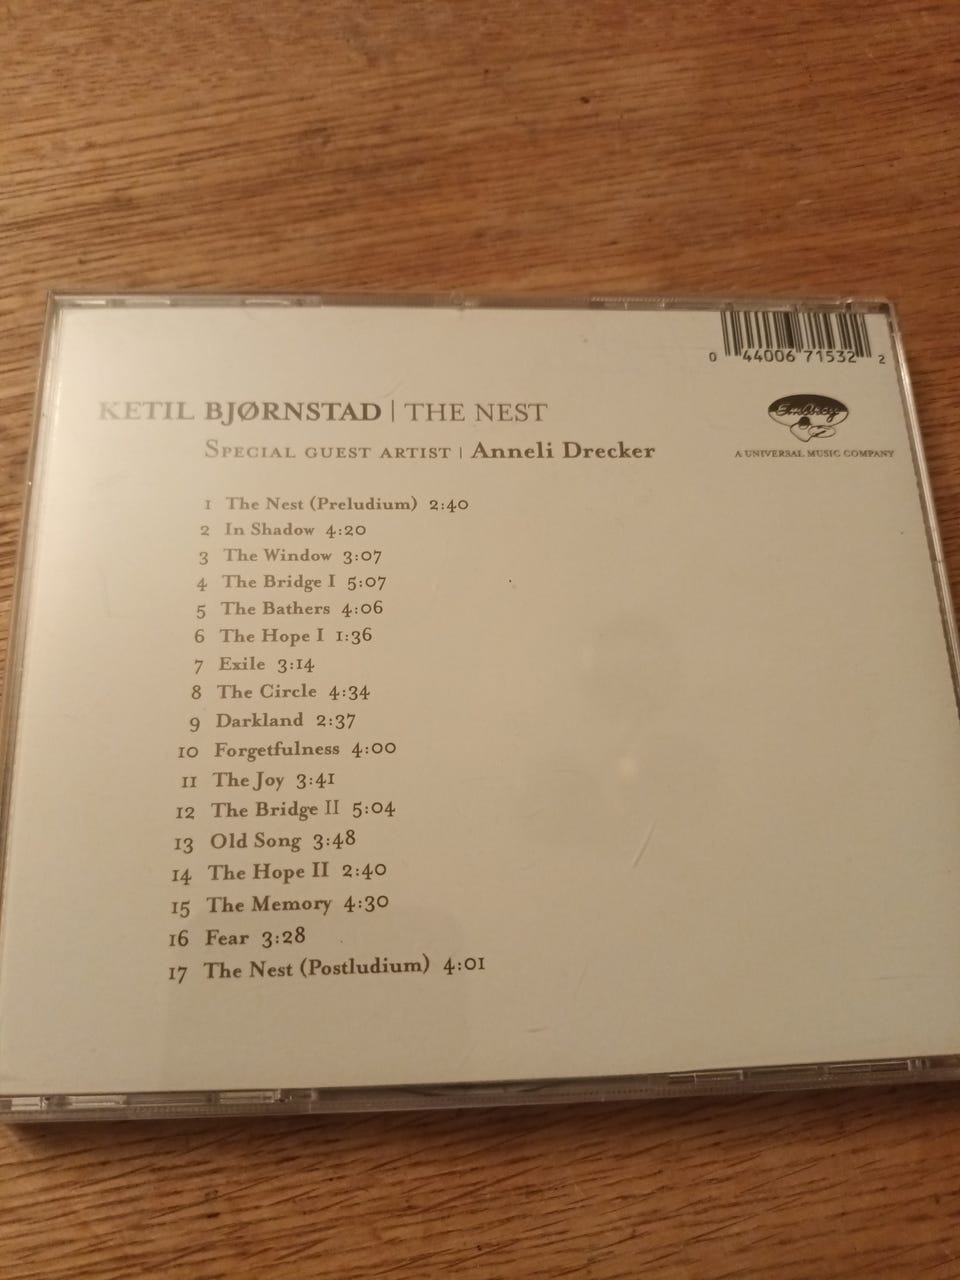 0 44006 71532 2
KETIL BJØRNSTAD | THE NEST
SPECIAL GUEST ARTIST | Anneli Drecker
EmArcy
A UNIVERSAL MUSIC COMPANY
1 The Nest (Preludium) 2:40
2 In Shadow 4:20
3 The Window 3:07
4 The Bridge I 5:07
5 The Bathers 4:06
6 The Hope I 1:36
7 Exile 3:14
8 The Circle 4:34
9 Darkland 2:37
10 Forgetfulness 4:00
11 The Joy 3:41
12 The Bridge II 5:04
13 Old Song 3:48
14 The Hope II 2:40
15 The Memory 4:30
16 Fear 3:28
17 The Nest (Postludium) 4:01